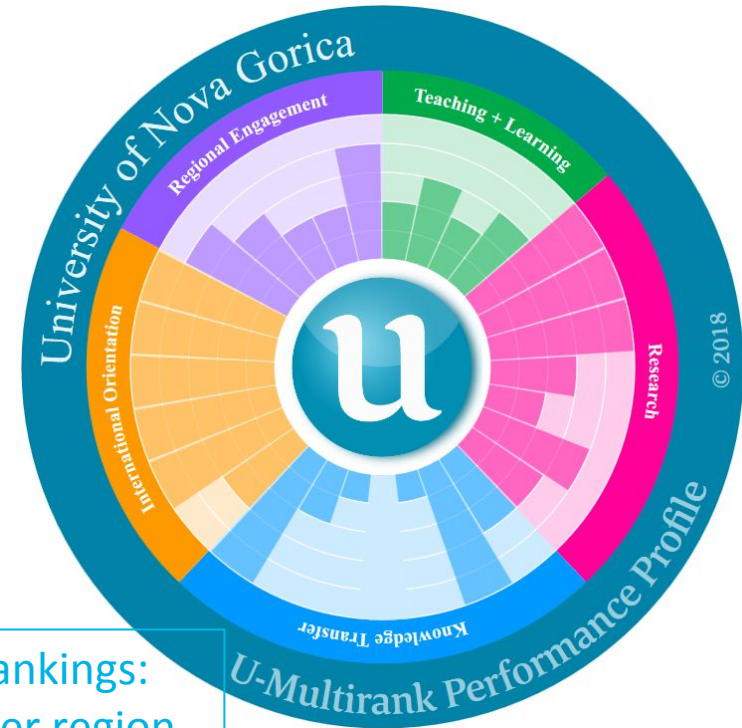 University of Nova Gorica
Regional Engagement
Teaching + Learning
International Orientation
Research
Knowledge Transfer
u
© 2018
U-Multirank Performance Profile
ankings:
er region